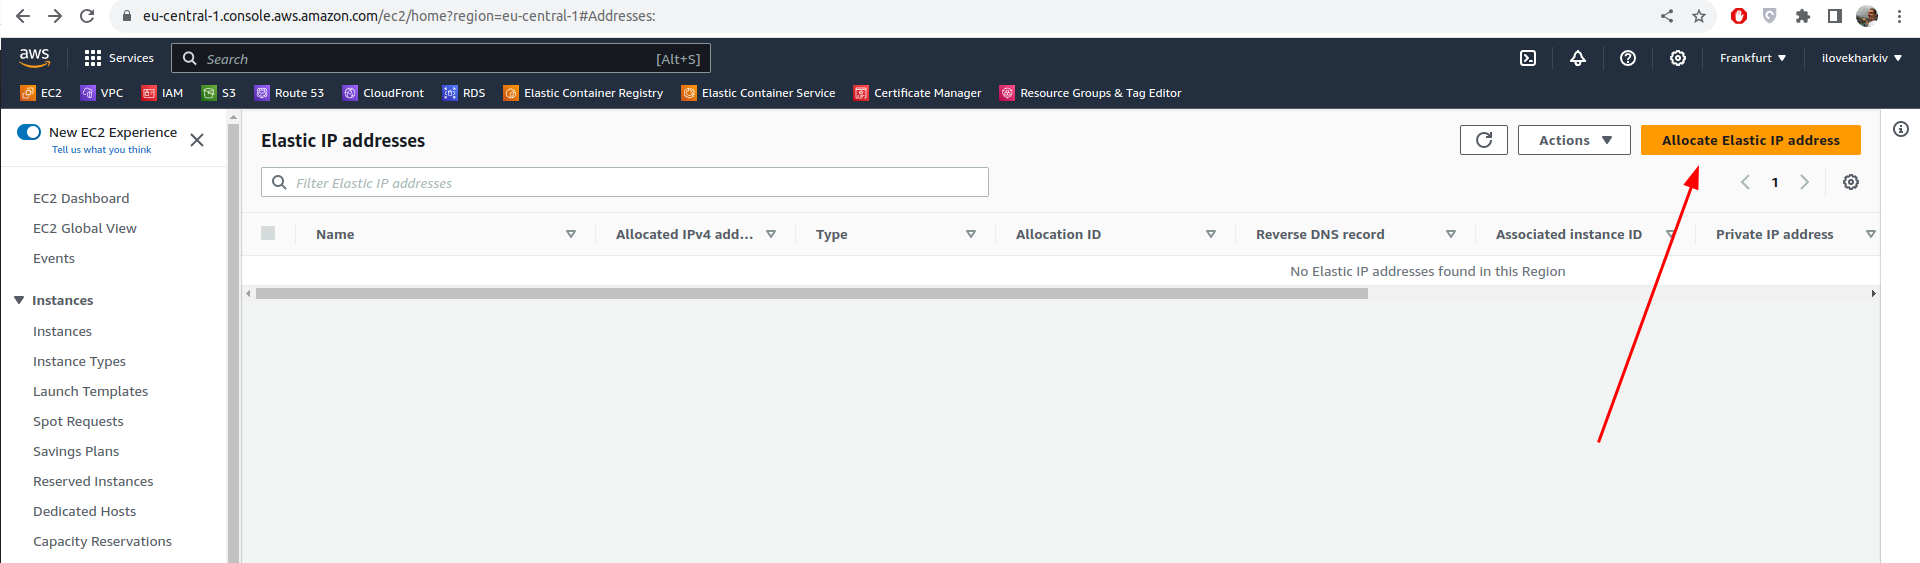 eu-central-1.console.aws.amazon.com/ec2/home?region=eu-central-1#Addresses:
aws Services Search [Alt+S] Frankfurt ilovekharkiv
EC2 VPC IAM S3 Route 53 CloudFront RDS Elastic Container Registry Elastic Container Service Certificate Manager Resource Groups & Tag Editor
New EC2 Experience
Tell us what you think
EC2 Dashboard
EC2 Global View
Events
Instances
Instances
Instance Types
Launch Templates
Spot Requests
Savings Plans
Reserved Instances
Dedicated Hosts
Capacity Reservations
Elastic IP addresses Actions Allocate Elastic IP address
Filter Elastic IP addresses 1
Name Allocated IPv4 add... Type Allocation ID Reverse DNS record Associated instance ID Private IP address
No Elastic IP addresses found in this Region